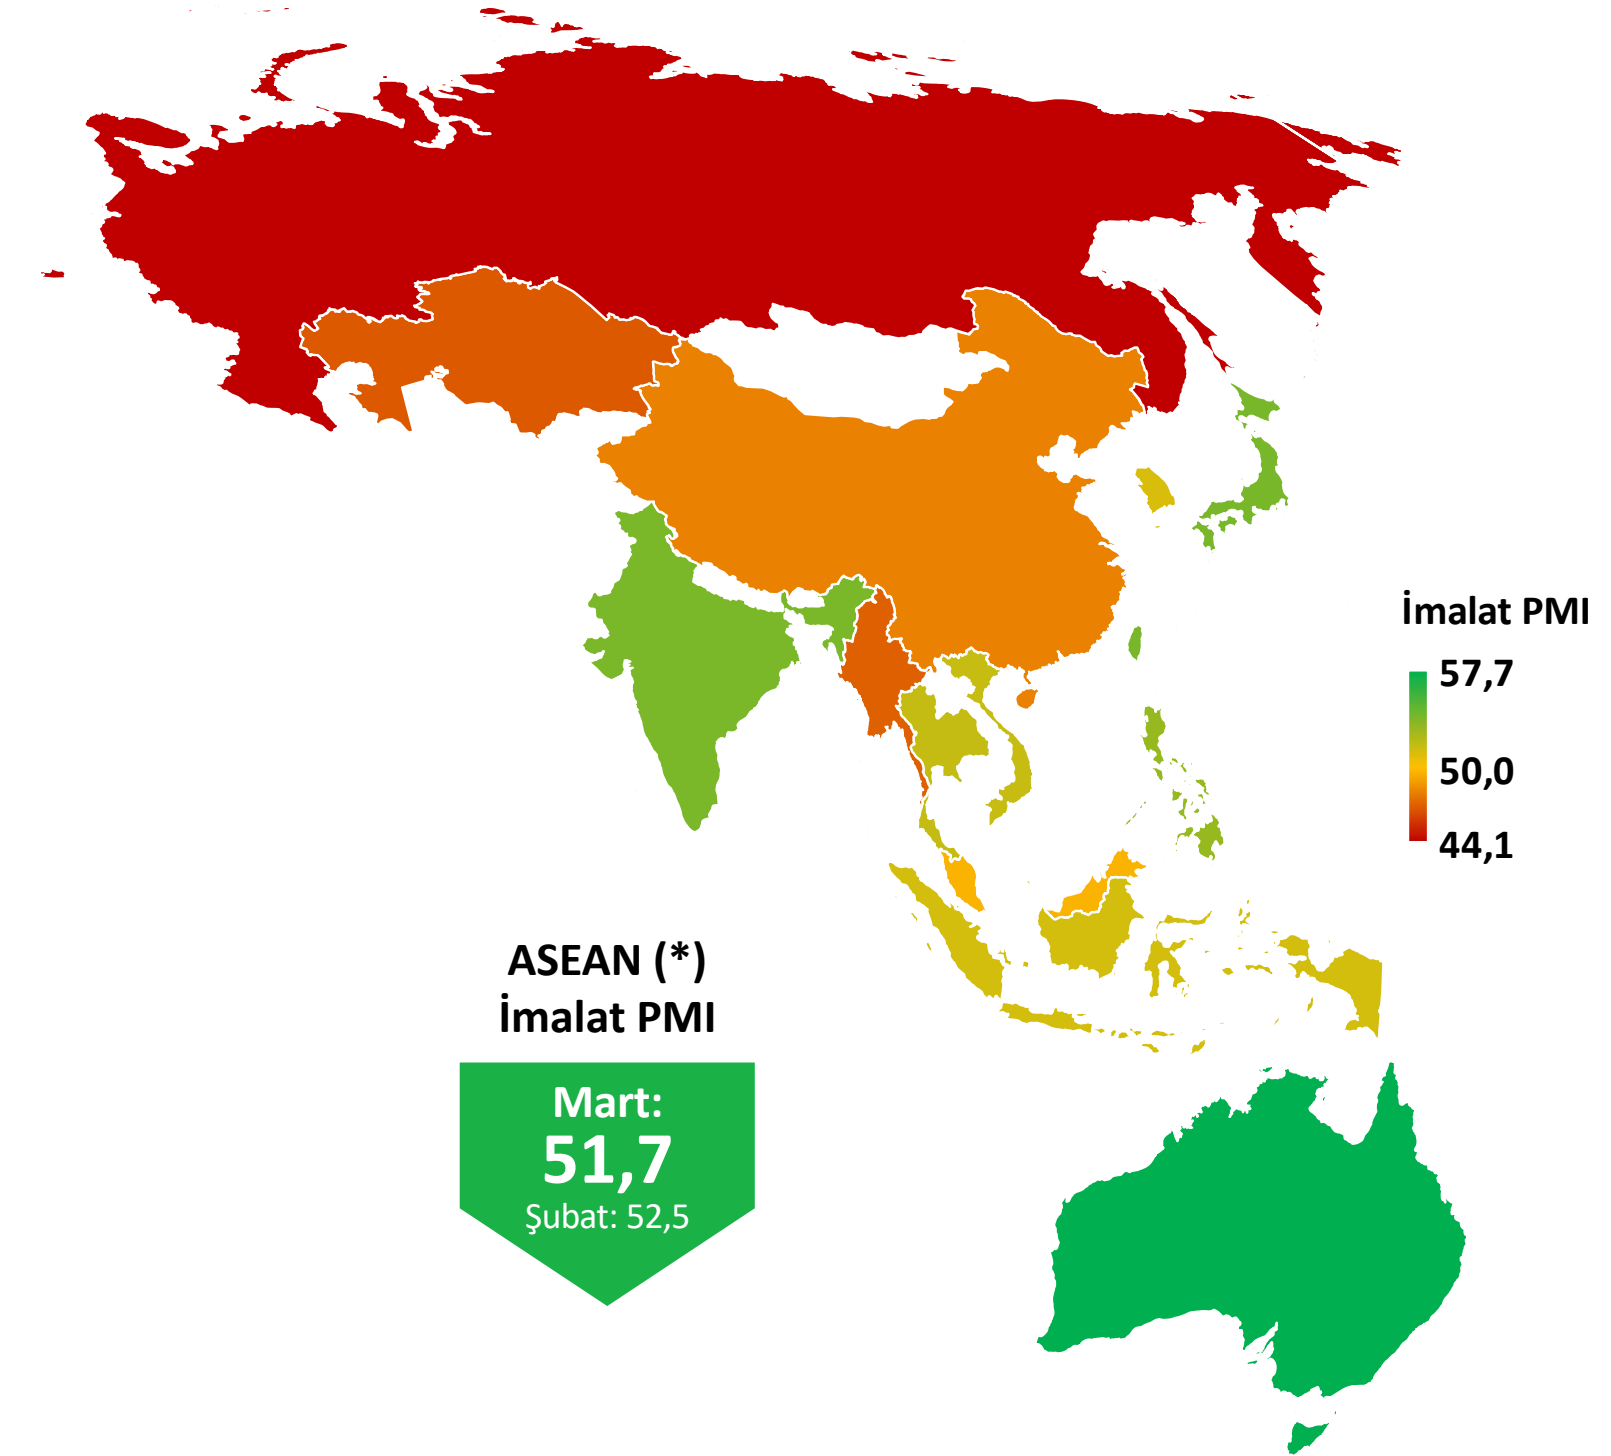 İmalat PMI
57,7
50,0
44,1
ASEAN (*)
İmalat PMI
Mart:
51,7
Şubat: 52,5